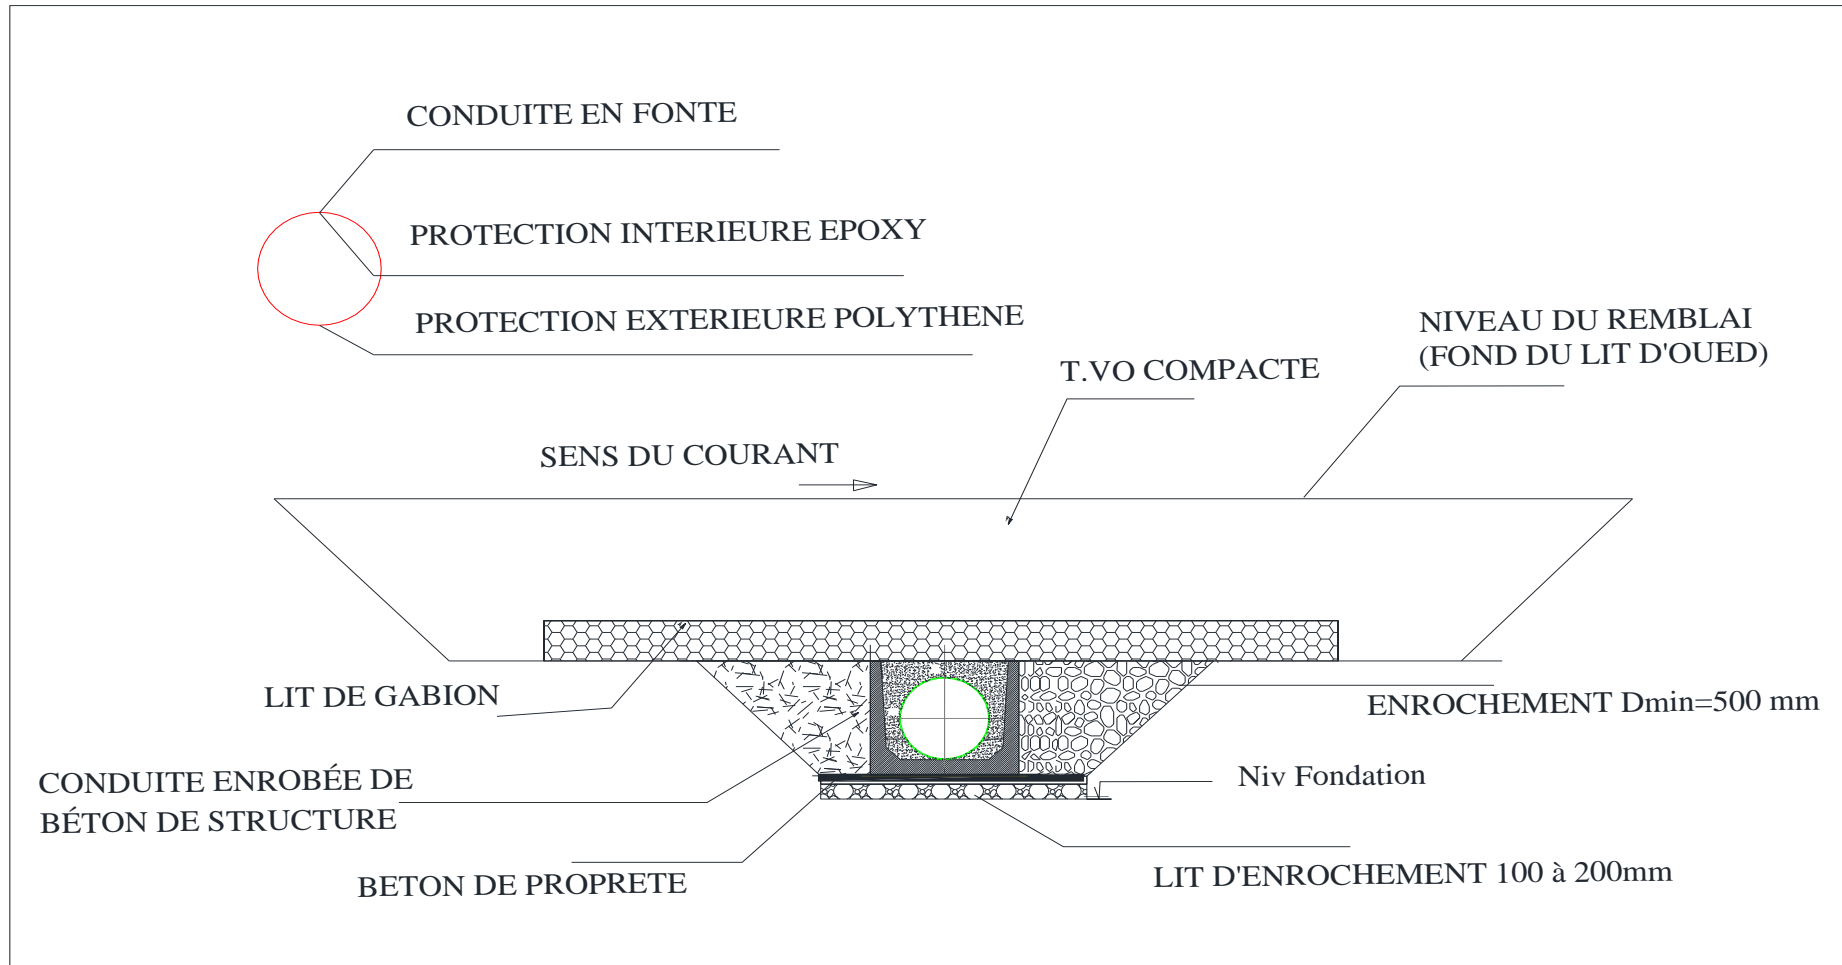 CONDUITE EN FONTE
PROTECTION INTERIEURE EPOXY
PROTECTION EXTERIEURE POLYTHENE
NIVEAU DU REMBLAI
(FOND DU LIT D'OUED)
T.VO COMPACTE
SENS DU COURANT
LIT DE GABION
ENROCHEMENT Dmin=500 mm
CONDUITE ENROBÉE DE
BÉTON DE STRUCTURE
Niv Fondation
BETON DE PROPRETE
LIT D'ENROCHEMENT 100 à 200mm